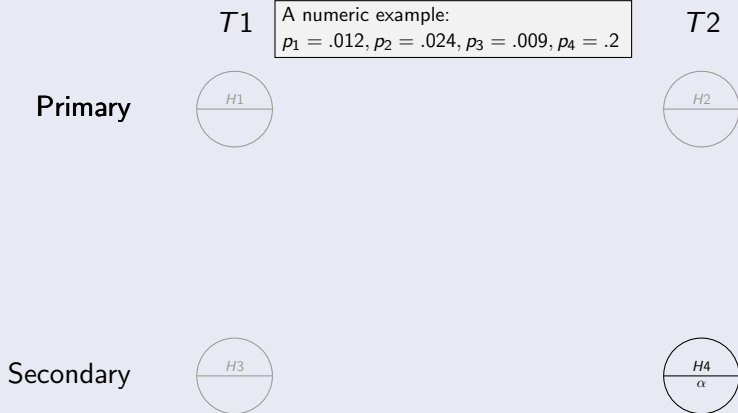 T1
A numeric example:
p₁ = .012, p₂ = .024, p₃ = .009, p₄ = .2
T2
Primary
H1
H2
Secondary
H3
H4
α